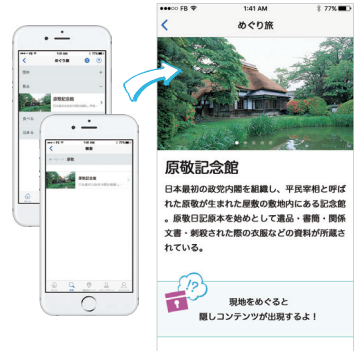 めぐり旅
食べる
原敬記念館
検索
原敬
原敬記念館
●●●○○ FB 1:41 AM 77%
めぐり旅
原敬記念館
日本最初の政党内閣を組織し、平民宰相と呼ば
れた原敬が生まれた屋敷の敷地内にある記念館
。原敬日記原本を始めとして遺品・書簡・関係
文書・刺殺された際の衣服などの資料が所蔵さ
れている。
!?
現地をめぐると
隠しコンテンツが出現するよ！